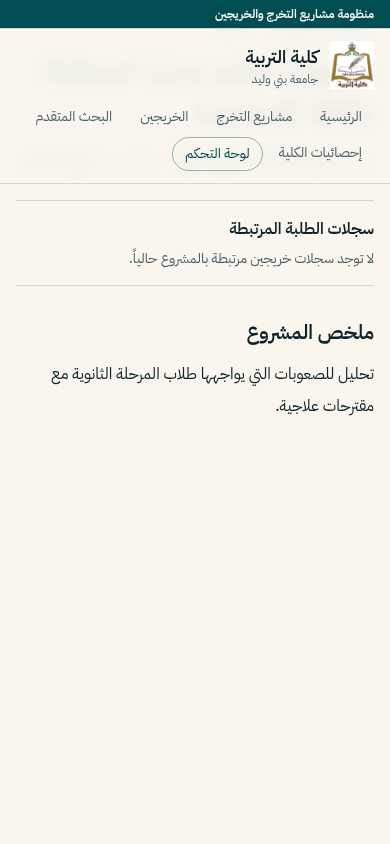 منظومة مشاريع التخرج والخريجين
كلية التربية
جامعة بني وليد
الرئيسية
مشاريع التخرج
الخريجين
البحث المتقدم
إحصائيات الكلية
لوحة التحكم
سجلات الطلبة المرتبطة
لا توجد سجلات خريجين مرتبطة بالمشروع حالياً.
ملخص المشروع
تحليل للصعوبات التي يواجهها طلاب المرحلة الثانوية مع
مقترحات علاجية.